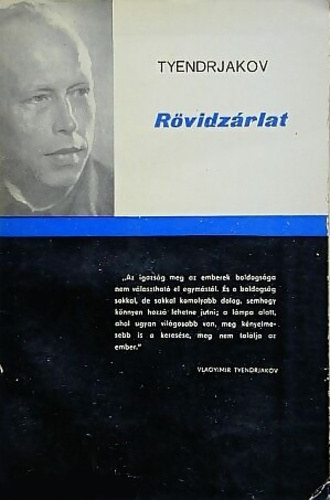 TYENDRJAKOV
Rövidzárlat
„Az igazság meg az emberek boldogsága
nem választható el egymástól. És a boldogság
sokkal, de sokkal komolyabb dolog, semhogy
könnyen hozzá lehetne jutni; a lámpa alatt,
ahol ugyan világosabb van, meg kényelme-
sebb is a keresése, meg nem találja az
ember."
VLAGYIMIR TYENDRJAKOV